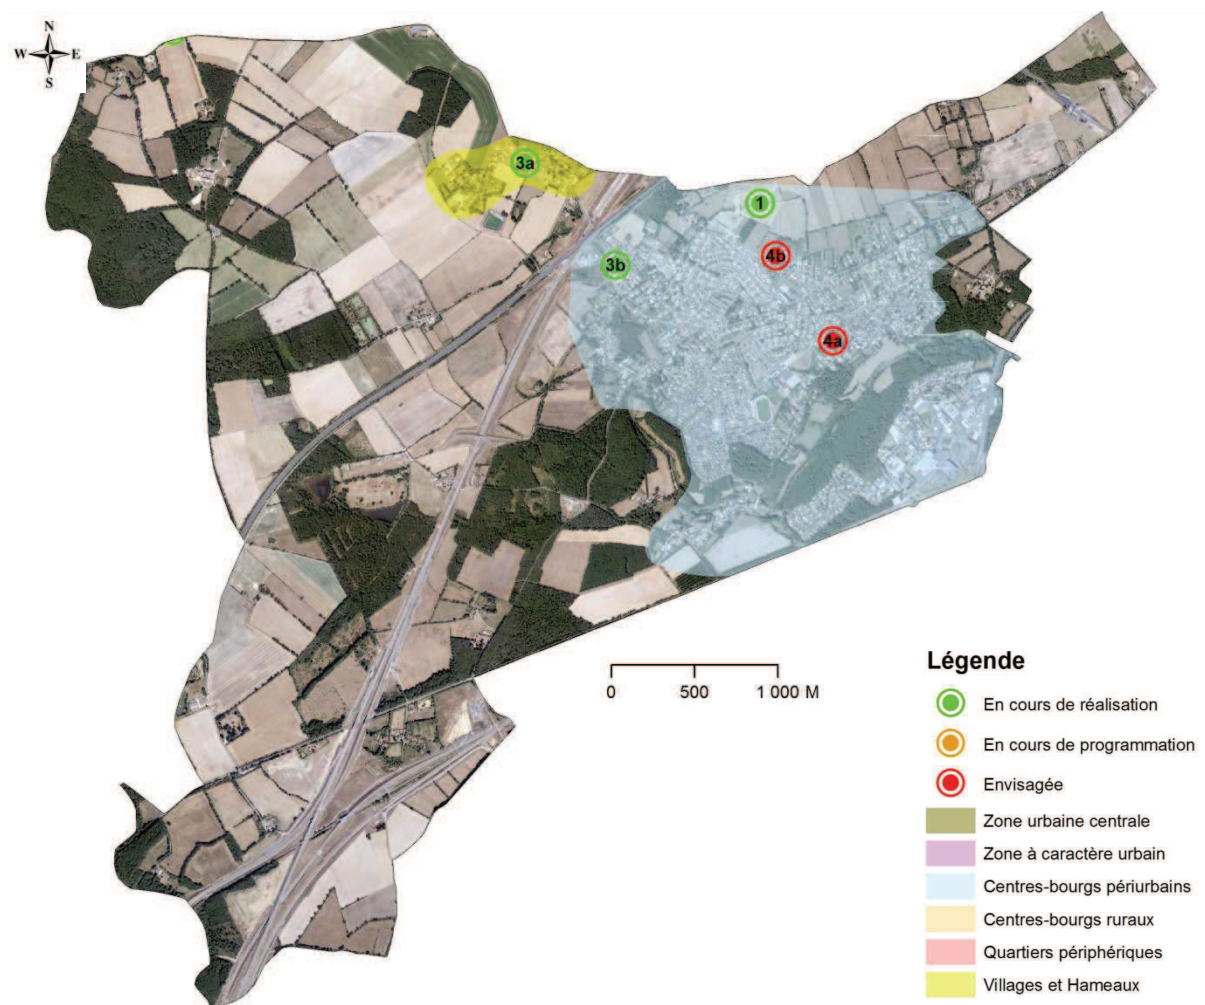 N
W E
S
3a
1
3b
4b
4a
0 500 1 000 M
Légende
En cours de réalisation
En cours de programmation
Envisagée
Zone urbaine centrale
Zone à caractère urbain
Centres-bourgs périurbains
Centres-bourgs ruraux
Quartiers périphériques
Villages et Hameaux